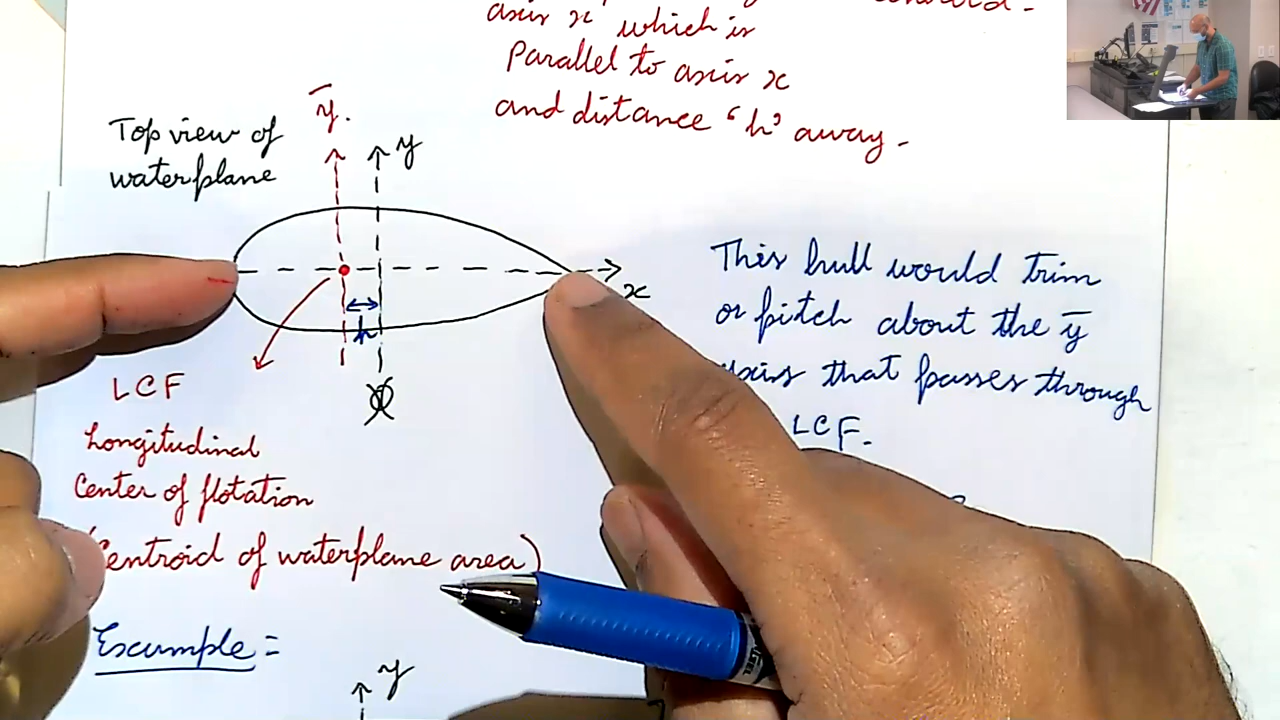 axis x which is
Parallel to axis x
and distance 'h' away.
ȳ.
Top view of
waterplane
y
x
h
LCF
Longitudinal
Center of flotation
(Centroid of waterplane area)
This hull would trim
or pitch about the ȳ
axis that passes through
LCF.
Example:
y